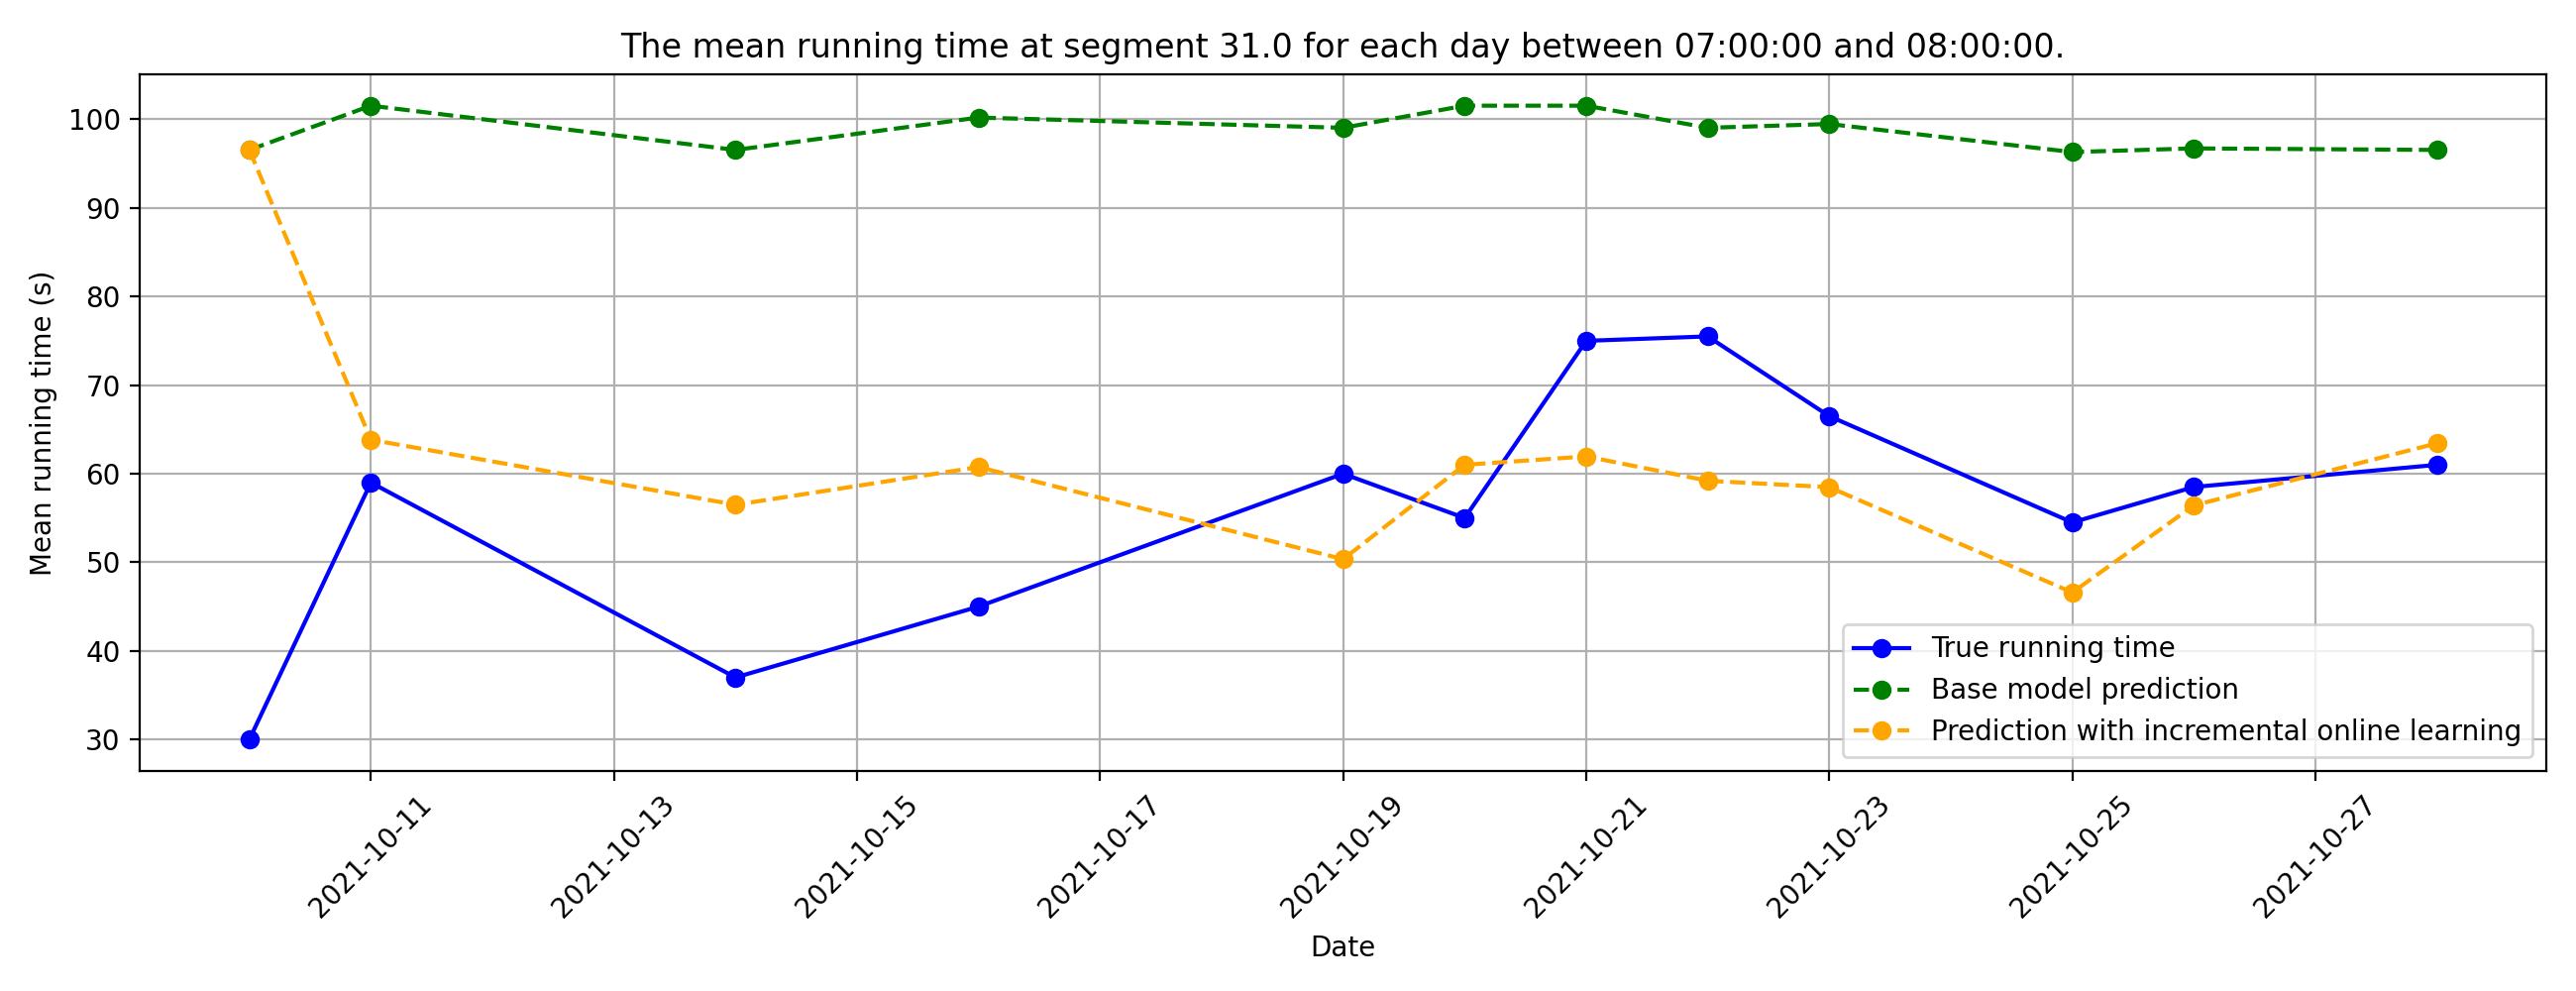 The mean running time at segment 31.0 for each day between 07:00:00 and 08:00:00.
Mean running time (s)
100
90
80
70
60
50
40
30
True running time
Base model prediction
Prediction with incremental online learning
2021-10-11
2021-10-13
2021-10-15
2021-10-17
2021-10-19
2021-10-21
2021-10-23
2021-10-25
2021-10-27
Date